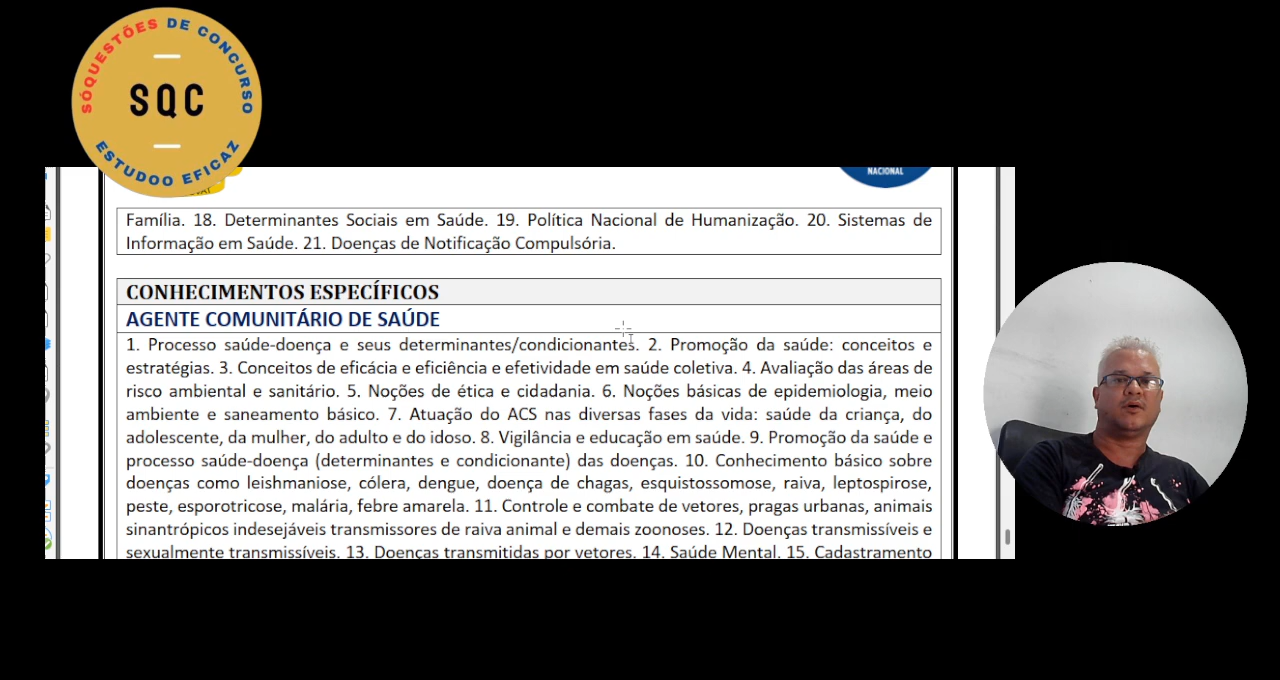 SÓQUESTÕES DE CONCURSO
SQC
ESTUDOO EFICAZ
NACIONAL
Família. 18. Determinantes Sociais em Saúde. 19. Política Nacional de Humanização. 20. Sistemas de
Informação em Saúde. 21. Doenças de Notificação Compulsória.
CONHECIMENTOS ESPECÍFICOS
AGENTE COMUNITÁRIO DE SAÚDE
1. Processo saúde-doença e seus determinantes/condicionantes. 2. Promoção da saúde: conceitos e
estratégias. 3. Conceitos de eficácia e eficiência e efetividade em saúde coletiva. 4. Avaliação das áreas de
risco ambiental e sanitário. 5. Noções de ética e cidadania. 6. Noções básicas de epidemiologia, meio
ambiente e saneamento básico. 7. Atuação do ACS nas diversas fases da vida: saúde da criança, do
adolescente, da mulher, do adulto e do idoso. 8. Vigilância e educação em saúde. 9. Promoção da saúde e
processo saúde-doença (determinantes e condicionante) das doenças. 10. Conhecimento básico sobre
doenças como leishmaniose, cólera, dengue, doença de chagas, esquistossomose, raiva, leptospirose,
peste, esporotricose, malária, febre amarela. 11. Controle e combate de vetores, pragas urbanas, animais
sinantrópicos indesejáveis transmissores de raiva animal e demais zoonoses. 12. Doenças transmissíveis e
sexualmente transmissíveis. 13. Doenças transmitidas por vetores. 14. Saúde Mental. 15. Cadastramento